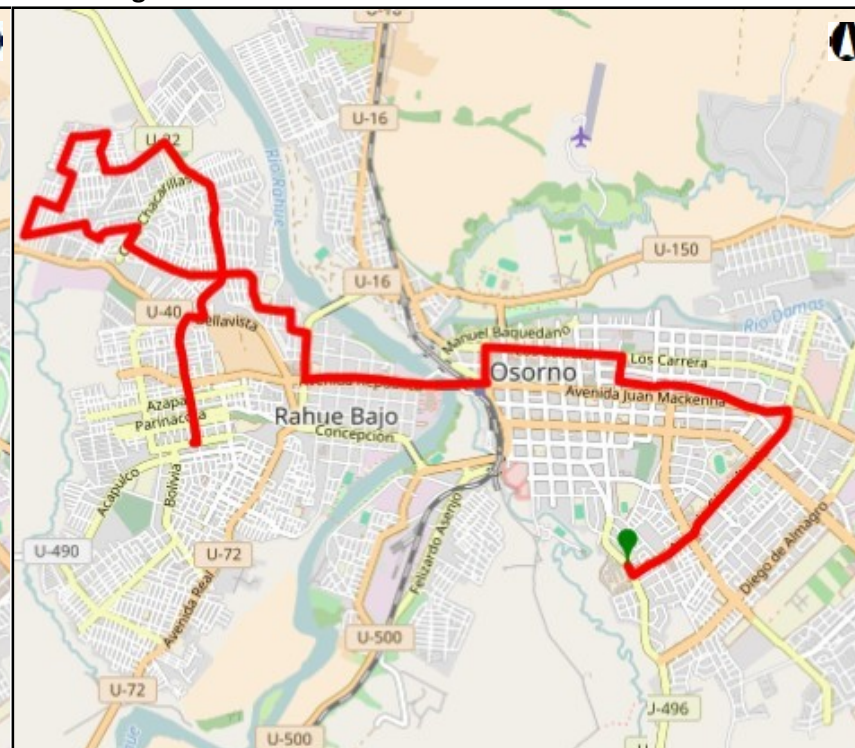 U-16
U-22
Chacarillas
Río Rahue
U-150
U-16
U-40
Bellavista
Río Damas
Manuel Baquedano
Los Carrera
Osorno
Avenida Juan Mackenna
Azapa
Parinacota
Rahue Bajo
Concepción
Acapulco
Bolivia
Felizardo Asenjo
Diego de Almagro
U-490
U-72
Avenida Real
U-500
U-72
U-496
U-500